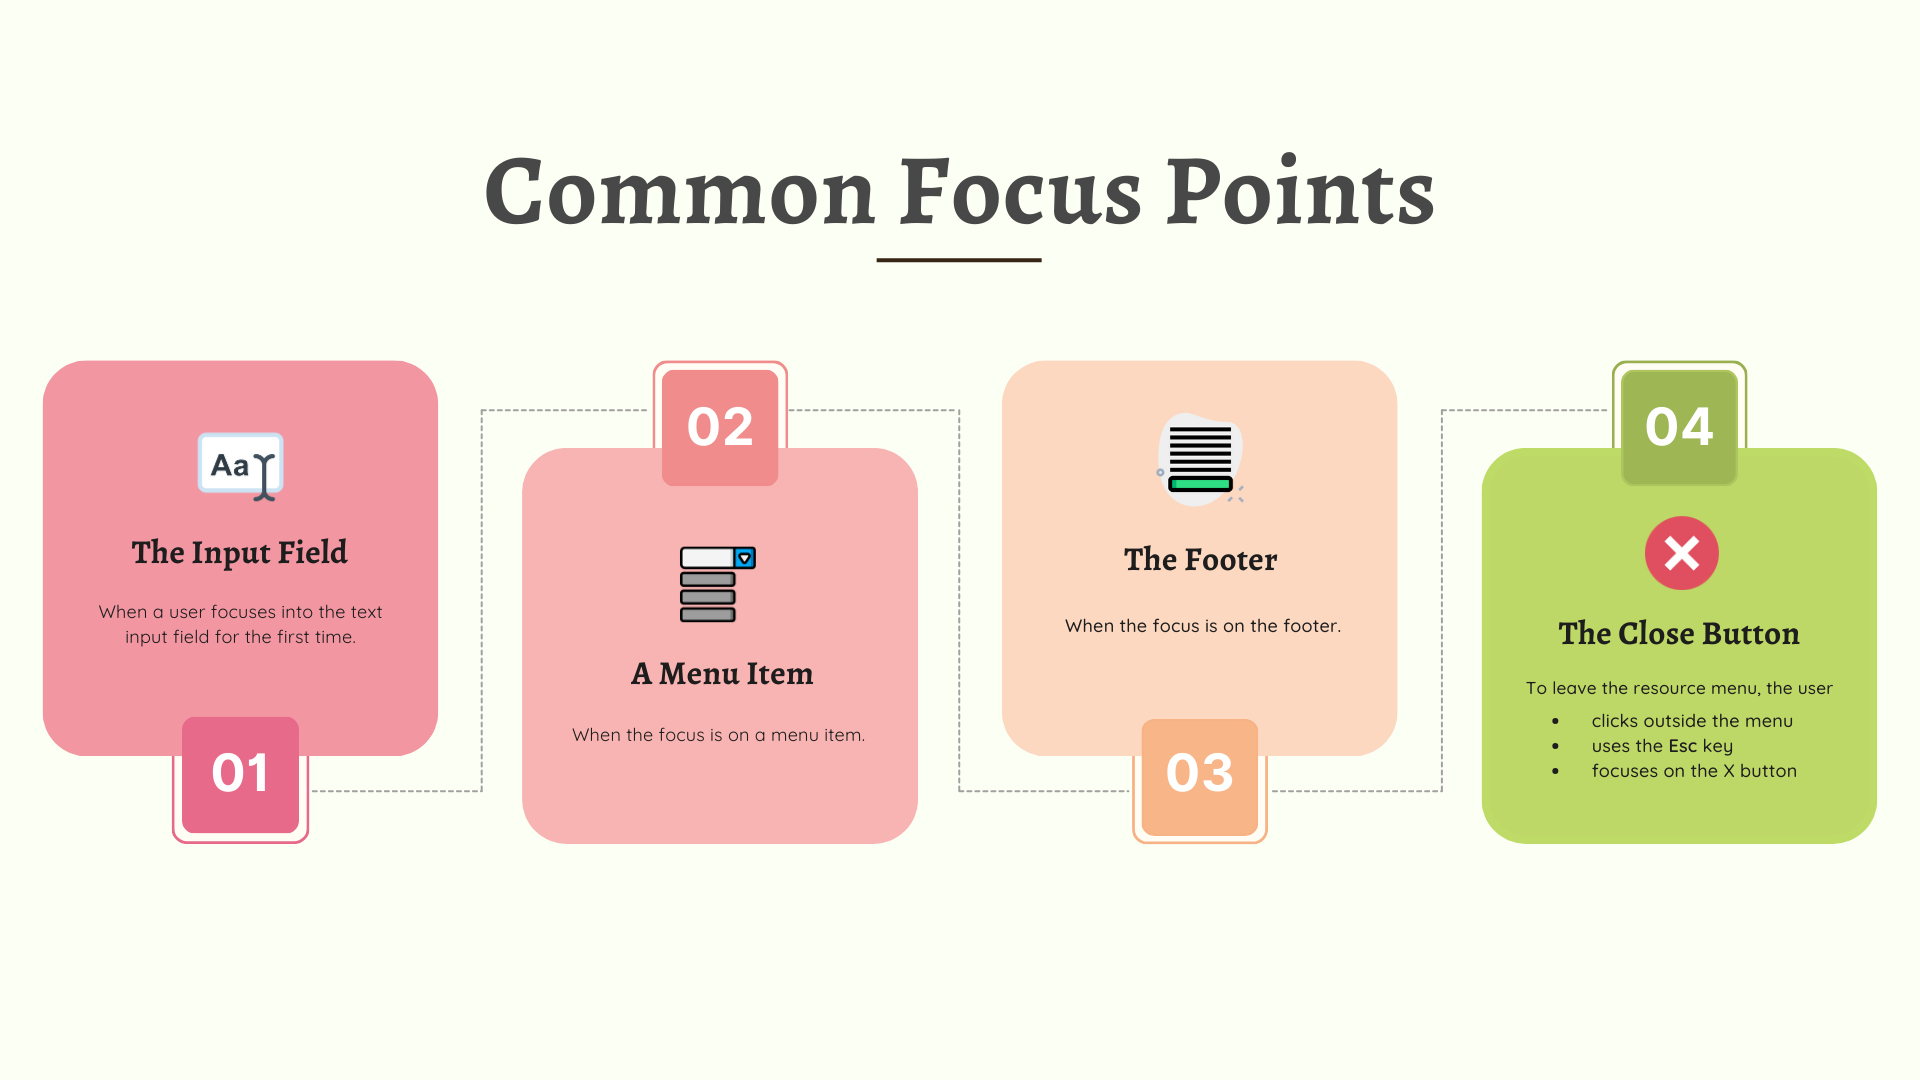 Common Focus Points
Aa
The Input Field
When a user focuses into the text
input field for the first time.
01
02
A Menu Item
When the focus is on a menu item.
The Footer
When the focus is on the footer.
03
04
The Close Button
To leave the resource menu, the user
• clicks outside the menu
• uses the Esc key
• focuses on the X button